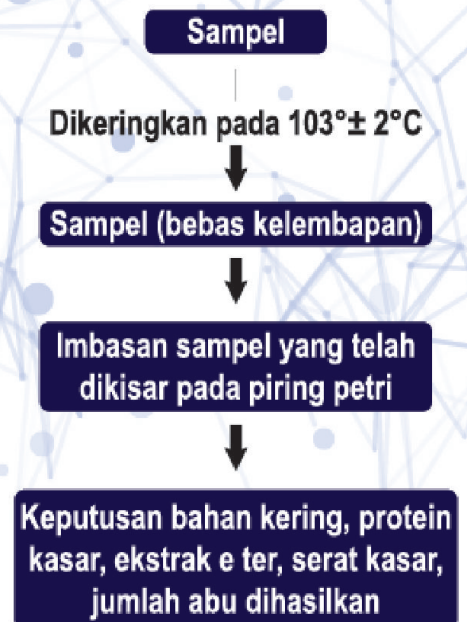 Sampel
Dikeringkan pada 103°± 2°C
Sampel (bebas kelembapan)
Imbasan sampel yang telah
dikisar pada piring petri
Keputusan bahan kering, protein
kasar, ekstrak e ter, serat kasar,
jumlah abu dihasilkan